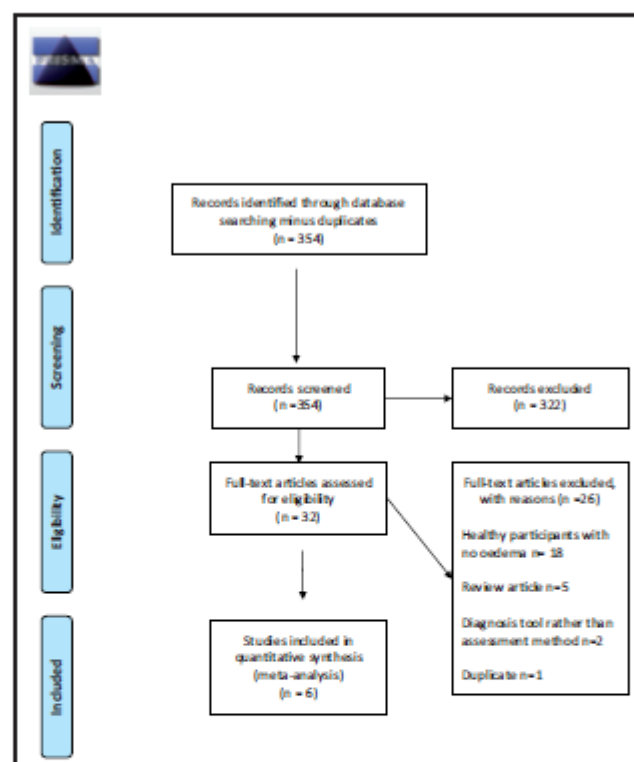 Identification
Records identified through database
searching minus duplicates
(n = 354)
Screening
Records screened
(n =354)
Records excluded
(n = 322)
Eligibility
Full-text articles assessed
for eligibility
(n = 32)
Full-text articles excluded,
with reasons (n =26)
Healthy participants with
no oedema n= 18
Review article n=5
Diagnosis tool rather than
assessment method n=2
Duplicate n=1
Included
Studies included in
quantitative synthesis
(meta-analysis)
(n = 6)